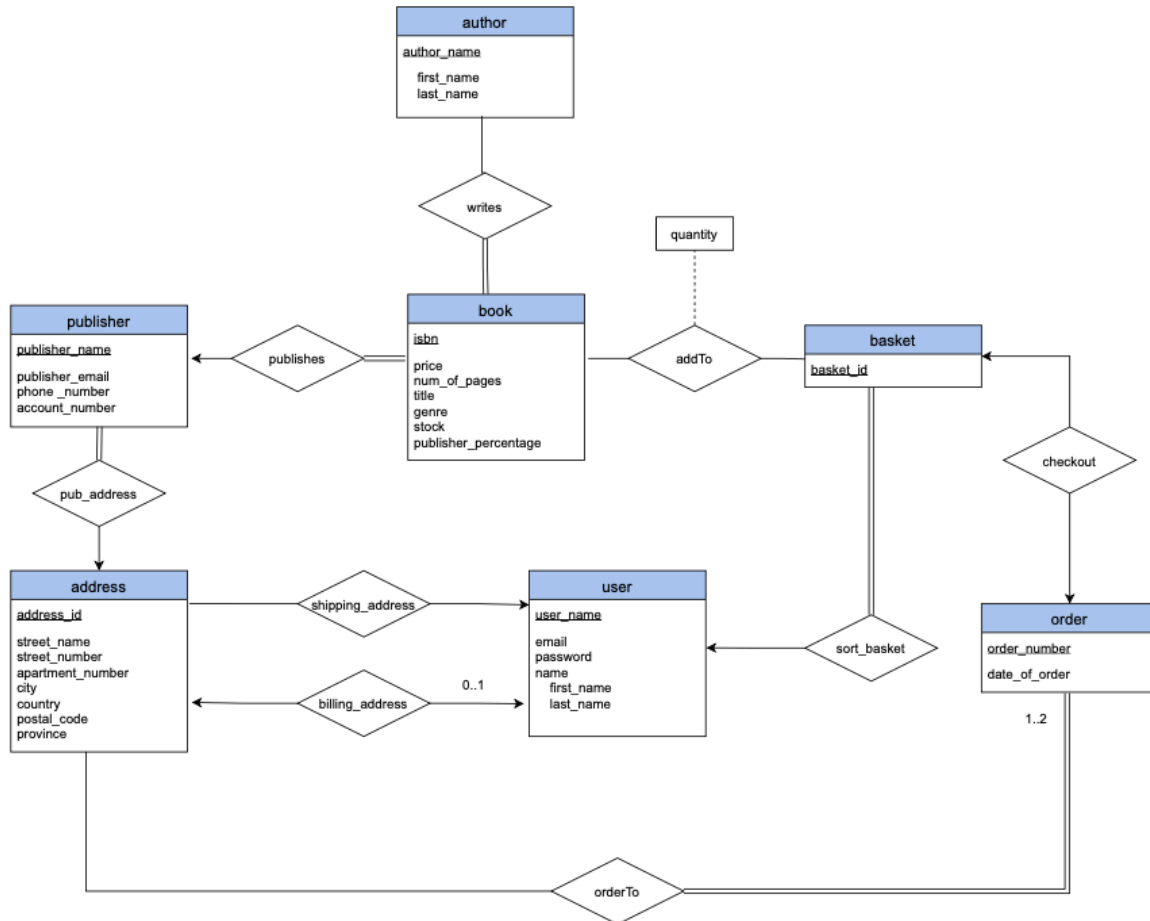 author
author_name
first_name
last_name
writes
quantity
publisher
publisher_name
publisher_email
phone _number
account_number
publishes
book
isbn
price
num_of_pages
title
genre
stock
publisher_percentage
addTo
basket
basket_id
checkout
pub_address
address
address_id
street_name
street_number
apartment_number
city
country
postal_code
province
shipping_address
billing_address
0..1
user
user_name
email
password
name
first_name
last_name
sort_basket
order
order_number
date_of_order
1..2
orderTo